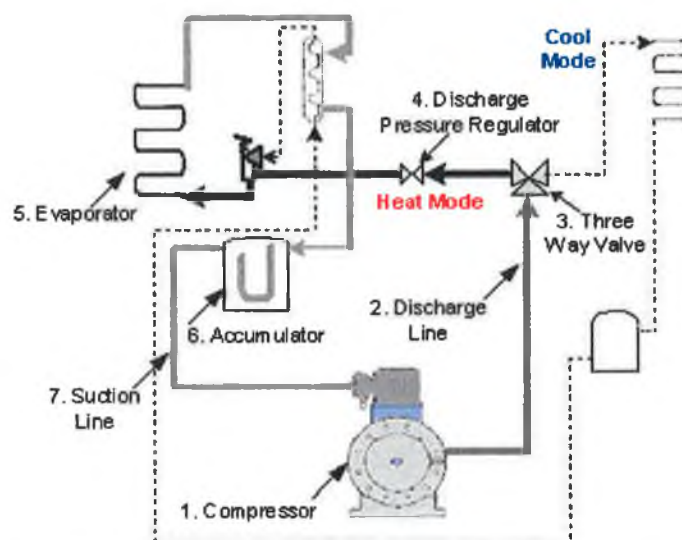 Cool
Mode
4. Discharge
Pressure Regulator
Heat Mode
5. Evaporator
3. Three
Way Valve
2. Discharge
Line
6. Accumulator
7. Suction
Line
1. Compressor